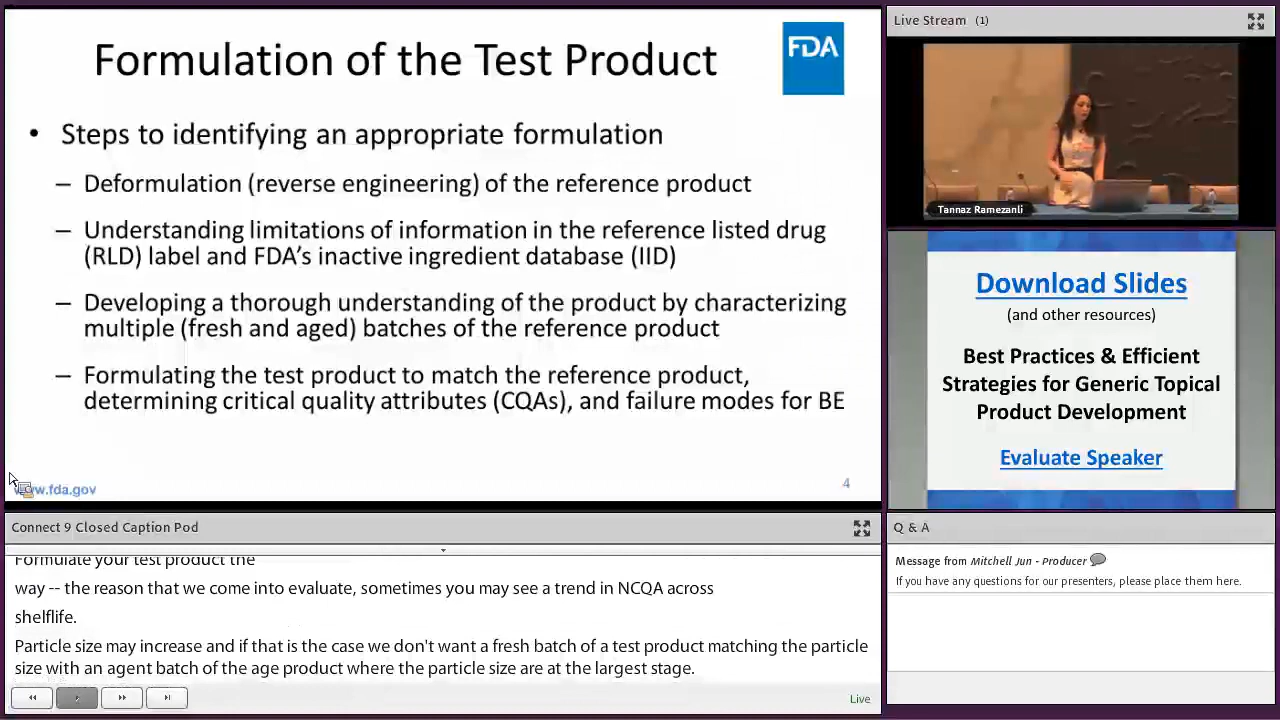 Formulation of the Test Product
FDA
• Steps to identifying an appropriate formulation
– Deformulation (reverse engineering) of the reference product
– Understanding limitations of information in the reference listed drug
(RLD) label and FDA's inactive ingredient database (IID)
– Developing a thorough understanding of the product by characterizing
multiple (fresh and aged) batches of the reference product
– Formulating the test product to match the reference product,
determining critical quality attributes (CQAs), and failure modes for BE
www.fda.gov
4
Live Stream (1)
Tannaz Ramezanli
Download Slides
(and other resources)
Best Practices & Efficient
Strategies for Generic Topical
Product Development
Evaluate Speaker
Connect 9 Closed Caption Pod
Formulate your test product the
way -- the reason that we come into evaluate, sometimes you may see a trend in NCQA across
shelflife.
Particle size may increase and if that is the case we don't want a fresh batch of a test product matching the particle
size with an agent batch of the age product where the particle size are at the largest stage.
Live
Q & A
Message from Mitchell Jun - Producer
If you have any questions for our presenters, please place them here.